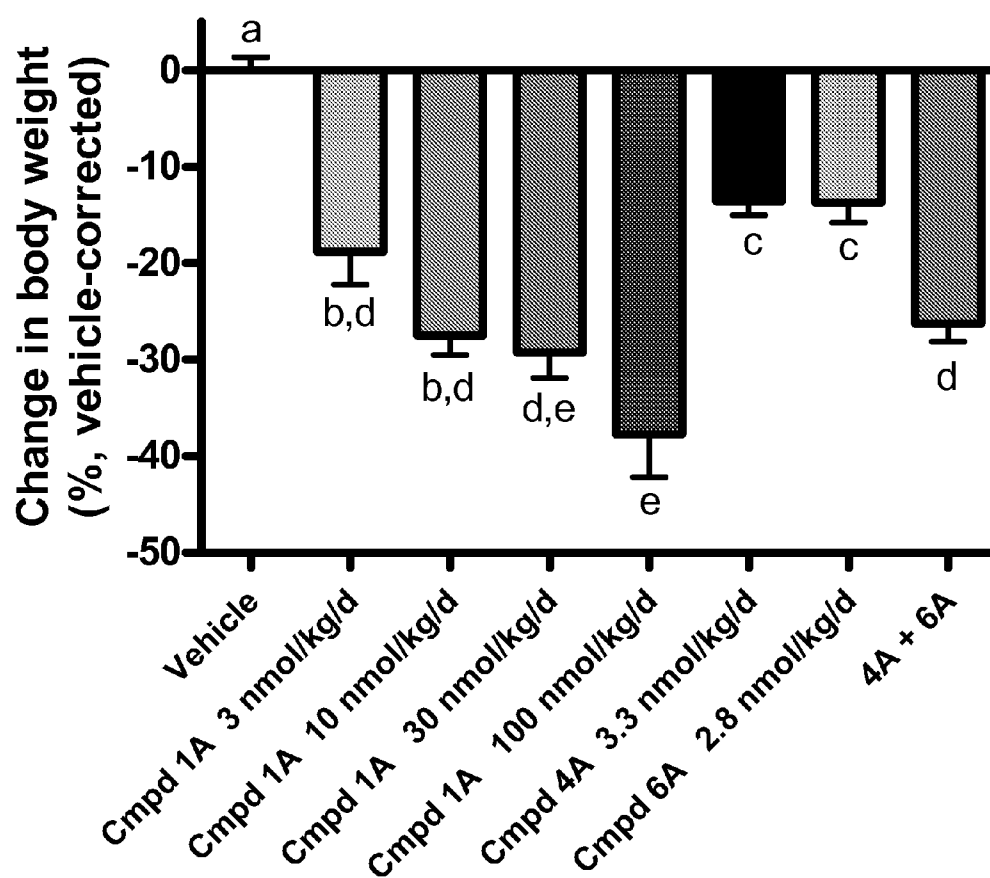 Change in body weight
(%, vehicle-corrected)
0
-10
-20
-30
-40
-50
a
b,d
b,d
d,e
e
c
c
d
Vehicle
Cmpd 1A 3 nmol/kg/d
Cmpd 1A 10 nmol/kg/d
Cmpd 1A 30 nmol/kg/d
Cmpd 1A 100 nmol/kg/d
Cmpd 4A 3.3 nmol/kg/d
Cmpd 6A 2.8 nmol/kg/d
4A + 6A